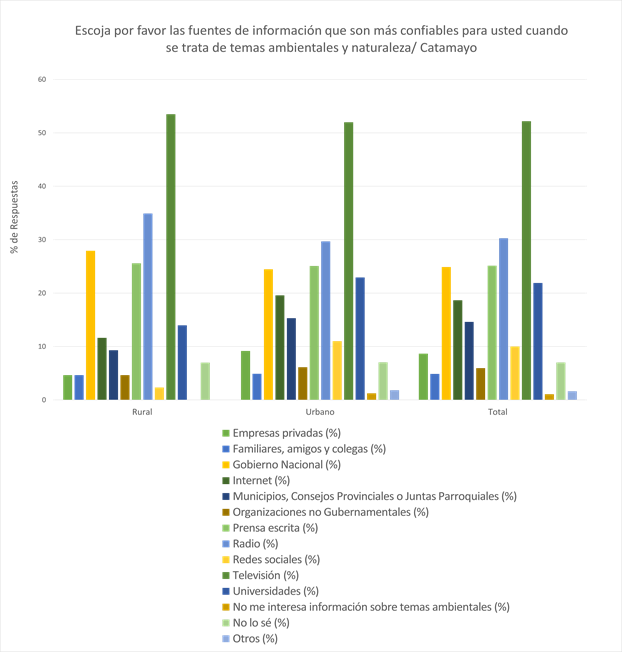 Escoja por favor las fuentes de información que son más confiables para usted cuando
se trata de temas ambientales y naturaleza/ Catamayo
60
50
40
30
20
10
0
% de Respuestas
Rural
Urbano
Total
Empresas privadas (%)
Familiares, amigos y colegas (%)
Gobierno Nacional (%)
Internet (%)
Municipios, Consejos Provinciales o Juntas Parroquiales (%)
Organizaciones no Gubernamentales (%)
Prensa escrita (%)
Radio (%)
Redes sociales (%)
Televisión (%)
Universidades (%)
No me interesa información sobre temas ambientales (%)
No lo sé (%)
Otros (%)